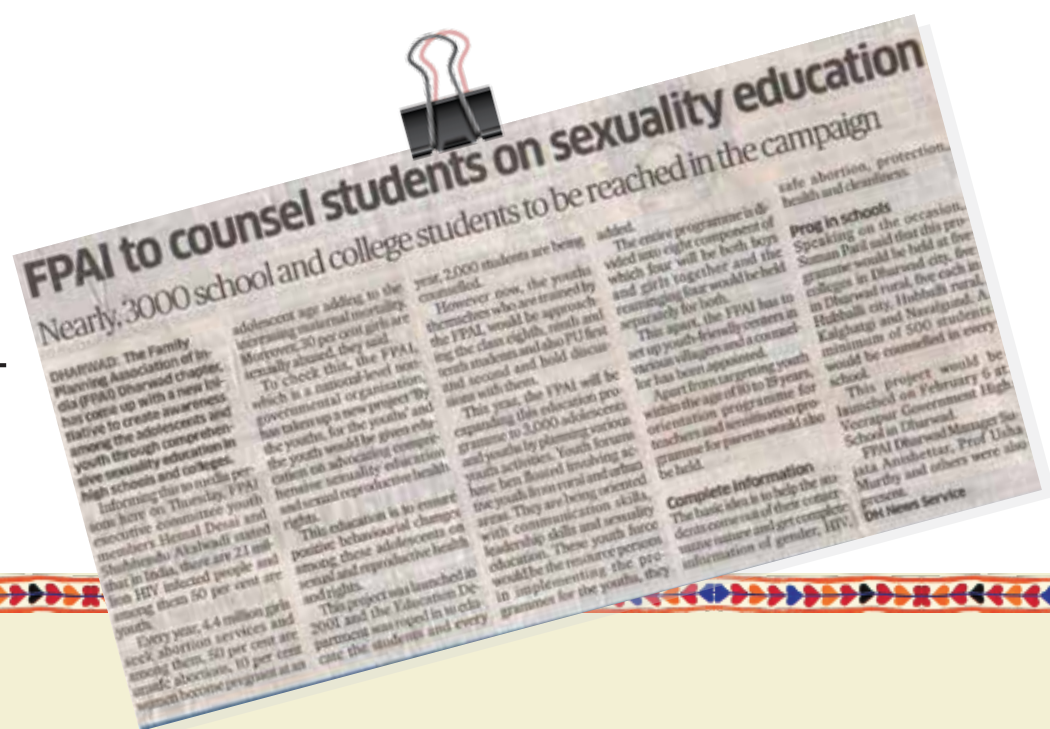 FPAI to counsel students on sexuality education
Nearly, 3000 school and college students to be reached in the campaign
DHARWAD: The Family
Planning Association of In-
dia (FPAI) Dharwad chapter
has come up with a new ini-
tiative to create awareness
among the adolescents and
youth through comprehen-
sive sexuality education in
high schools and colleges.
Informing this to media per-
sons here on Thursday, FPAI
executive committee youth
members Hemul Desai and
Akalwadi said
that in India, there are 21
HIV infected people and
among them 50 per cent are
youths.
Every year, 4.4 million girls
seek abortion services and
among them, 50 per cent are
unsafe abortions, 10 per cent
women become pregnant at an
adolescent age adding to the
maternal mortality.
Moreover, 30 per cent girls are
sexually abused, they said.
To check this, the FPAI,
which is a national level non
governmental organisation,
has taken up a new project 'By
the youths, for the youths' and
the youth would be given edu-
cation on advocating compre-
hensive sexuality education
and sexual reproductive health
rights.
This education is to ensure
positive behavioural change
among these adolescents on
sexual and reproductive health
and rights.
This project was launched in
2001 and the Education De-
partment was roped in to edu-
cate the students and every
year, 2,000 students are being
counselled.
However now, the youths
themselves who are trained by
the FPAI, would be approach-
ing the class eighth, ninth and
tenth students and also PU first
and second and hold discus-
with them.
This year, the FPAI will be
expanding this education pro-
gramme to 3,000 adolescents
and youths by planning various
youth activities. Youth forums
have been floated involving ac-
tive youth from rural and urban
areas. They are being oriented
with communication skills,
leadership skills and sexuality
education. These youth force
would be the resource persons
in implementing the pro-
gramme for the youths, they
added.
The entire programme is di-
vided into eight component of
which four will be both boys
and girls together and the
remaining four would be held
separately for both.
This apart, the FPAI has to
set up youth-friendly corners in
five villages and a counsel-
lor has been positioned.
Apart from targeting youth
within the age of 10 to 19 years,
orientation programme for
teachers and
gramme for parents would also
be held.
Complete Information
The basic idea is to help the stu-
dents construct of their conser-
nature and get complete
information of gender, HIV,
safe abortion, protection,
health and cleanliness.
Prog in schools
Speaking on the occasion,
Suman Patil said that this pro-
gramme would be held at five
colleges in Dharwad city, five
in Dharwad rural, five each in
Hubballi city, Hubballi rural,
Kalghatgi and Navalgund. A
minimum of 500 students
would be counselled at every
school.
This project would be
launched on February 6 at
Veerapur Government High
School in Dharwad.
FPAI Dharwad Manager
Annshettar, Prof Usha
Murthy and others were also
present.
DH News Service